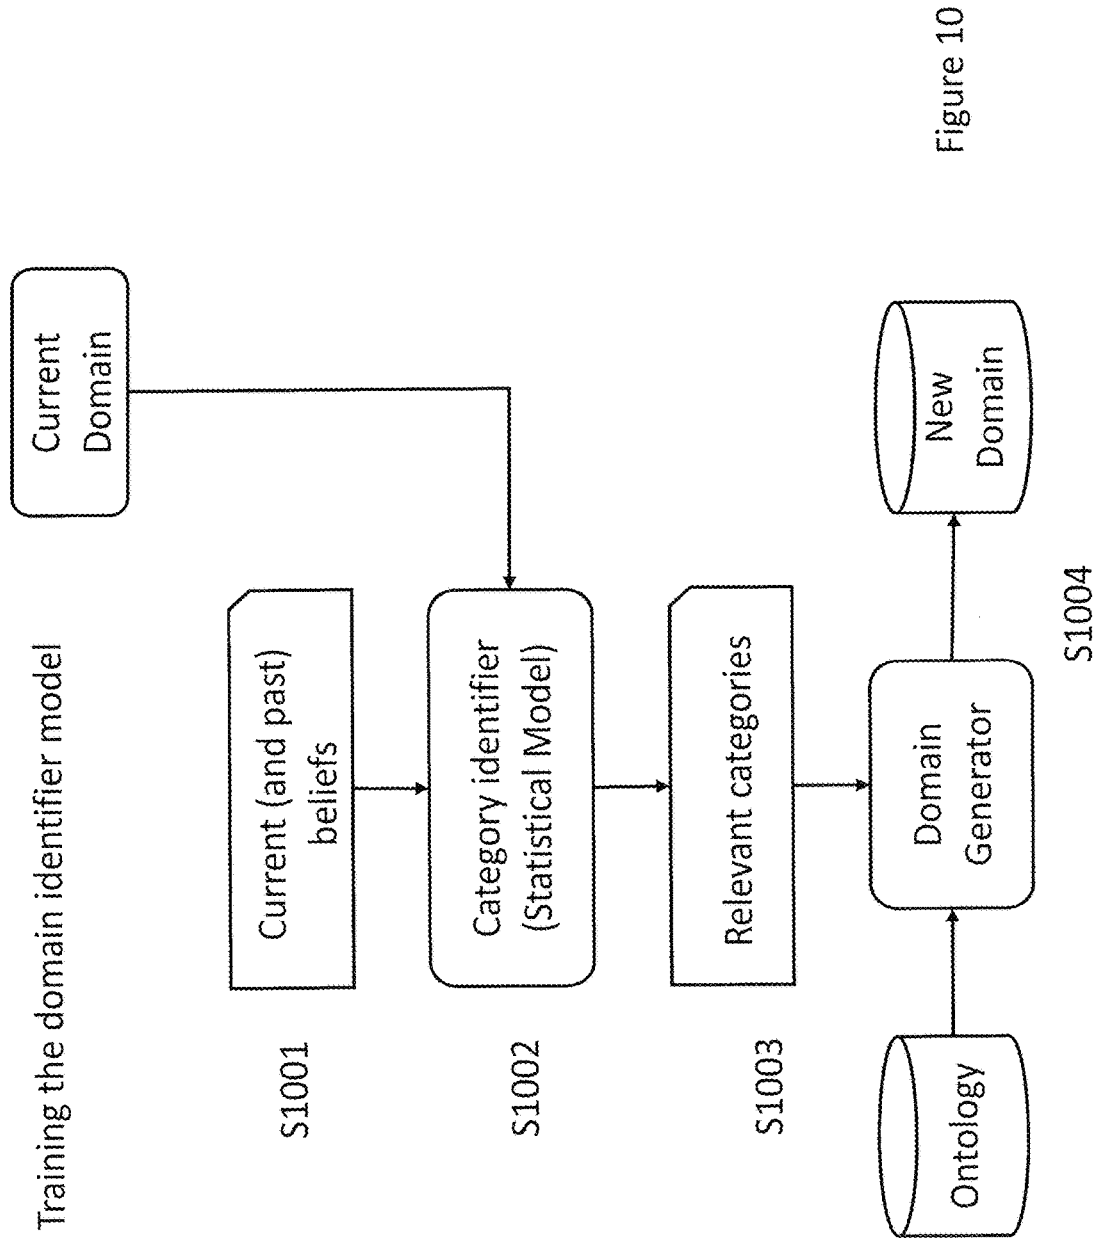 Training the domain identifier model
Current
Domain
S1001
Current (and past)
beliefs
S1002
Category identifier
(Statistical Model)
S1003
Relevant categories
Ontology
Domain
Generator
New
Domain
S1004
Figure 10